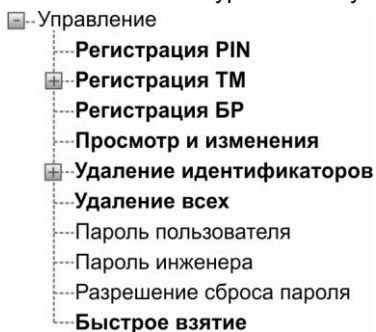 Управление
Регистрация PIN
Регистрация ТМ
Регистрация БР
Просмотр и изменения
Удаление идентификаторов
Удаление всех
Пароль пользователя
Пароль инженера
Разрешение сброса пароля
Быстрое взятие